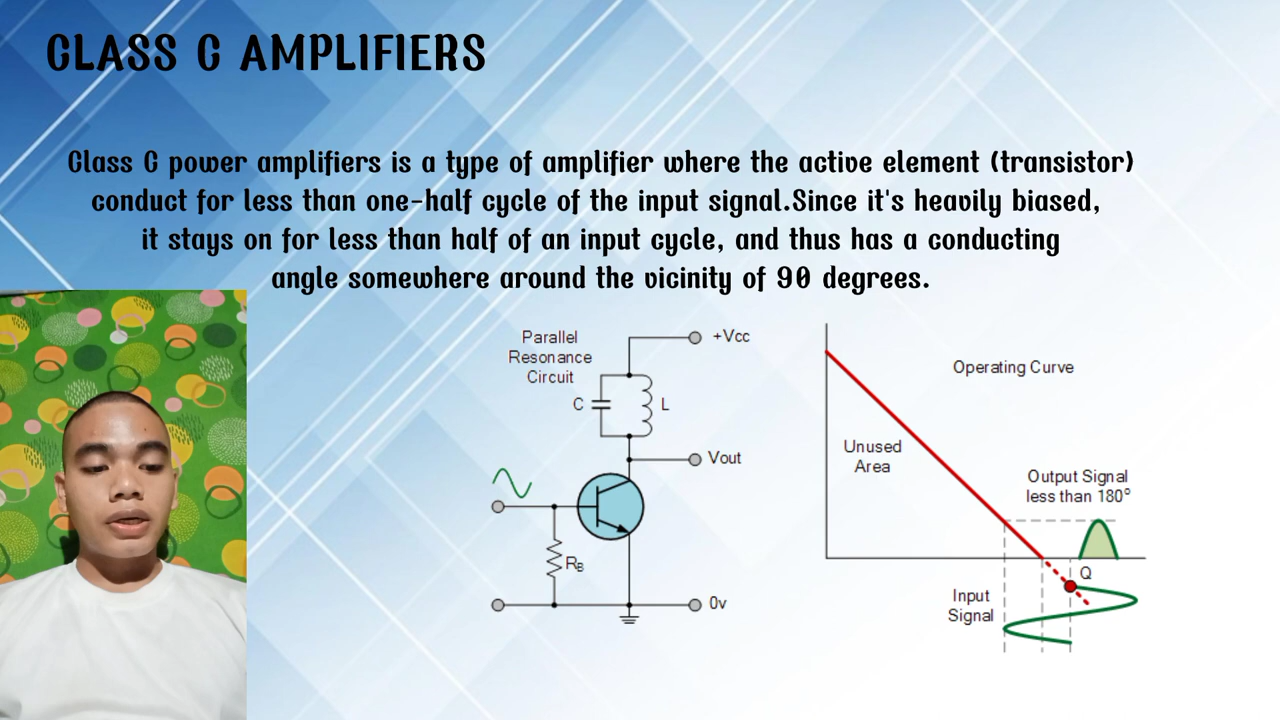 CLASS C AMPLIFIERS
Class C power amplifiers is a type of amplifier where the active element (transistor)
conduct for less than one-half cycle of the input signal.Since it's heavily biased,
it stays on for less than half of an input cycle, and thus has a conducting
angle somewhere around the vicinity of 90 degrees.
Parallel
Resonance
Circuit
+Vcc
C
L
Vout
RB
0v
Operating Curve
Unused
Area
Output Signal
less than 180°
Q
Input
Signal